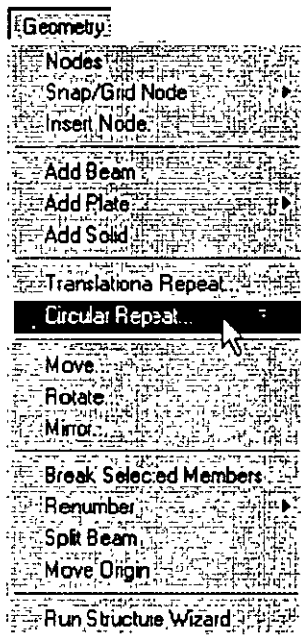 Geometry
Nodes
Snap/Grid Node
Insert Node
Add Beam
Add Plate
Add Solid
Translationa Repeat...
Circular Repeat...
Move...
Rotate
Mirror...
Break Selected Members
Renumber
Split Beam
Move Origin
Run Structure Wizard